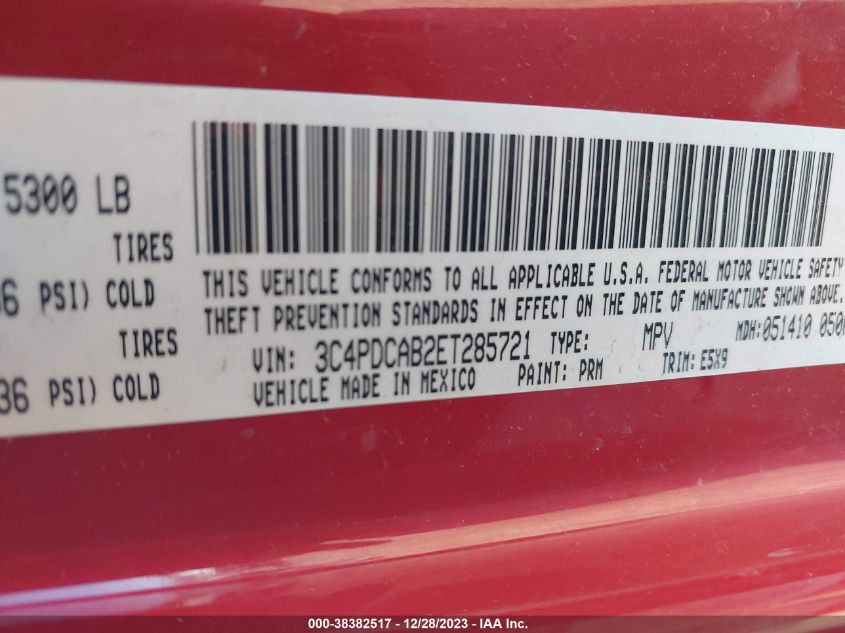 5300 LB
TIRES
36 PSI) COLD
TIRES
36 PSI) COLD
THIS VEHICLE CONFORMS TO ALL APPLICABLE U.S.A. FEDERAL MOTOR VEHICLE SAFETY
THEFT PREVENTION STANDARDS IN EFFECT ON THE DATE OF MANUFACTURE SHOWN ABOVE.
VIN: 3C4PDCAB2ET285721 TYPE: MPV MDH:051410 050
VEHICLE MADE IN MEXICO PAINT: PRM TRIM: E5X9
000-38382517 - 12/28/2023 - IAA Inc.